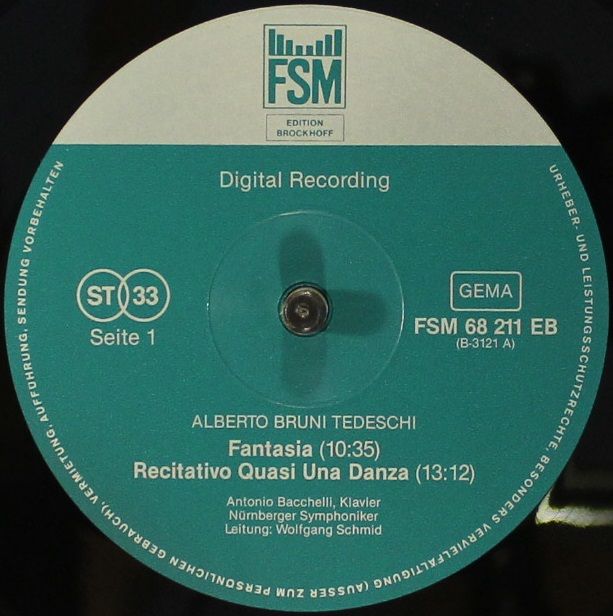 FSM
EDITION
BROCKHOFF
Digital Recording
ST 33
Seite 1
GEMA
FSM 68 211 EB
(B-3121 A)
ALBERTO BRUNI TEDESCHI
Fantasia (10:35)
Recitativo Quasi Una Danza (13:12)
Antonio Bacchelli, Klavier
Nürnberger Symphoniker
Leitung: Wolfgang Schmid
URHEBER- UND LEISTUNGSSCHUTZRECHTE, BESONDERS VERVIELFÄLTIGUNG (AUSSER ZUM PERSÖNLICHEN GEBRAUCH), VERMIETUNG, AUFFÜHRUNG, SENDUNG VORBEHALTEN